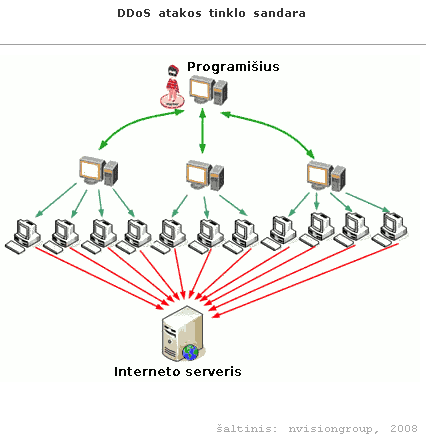 DDoS atakos tinklo sandara
Programišius
Interneto serveris
šaltinis: nvisiongroup, 2008